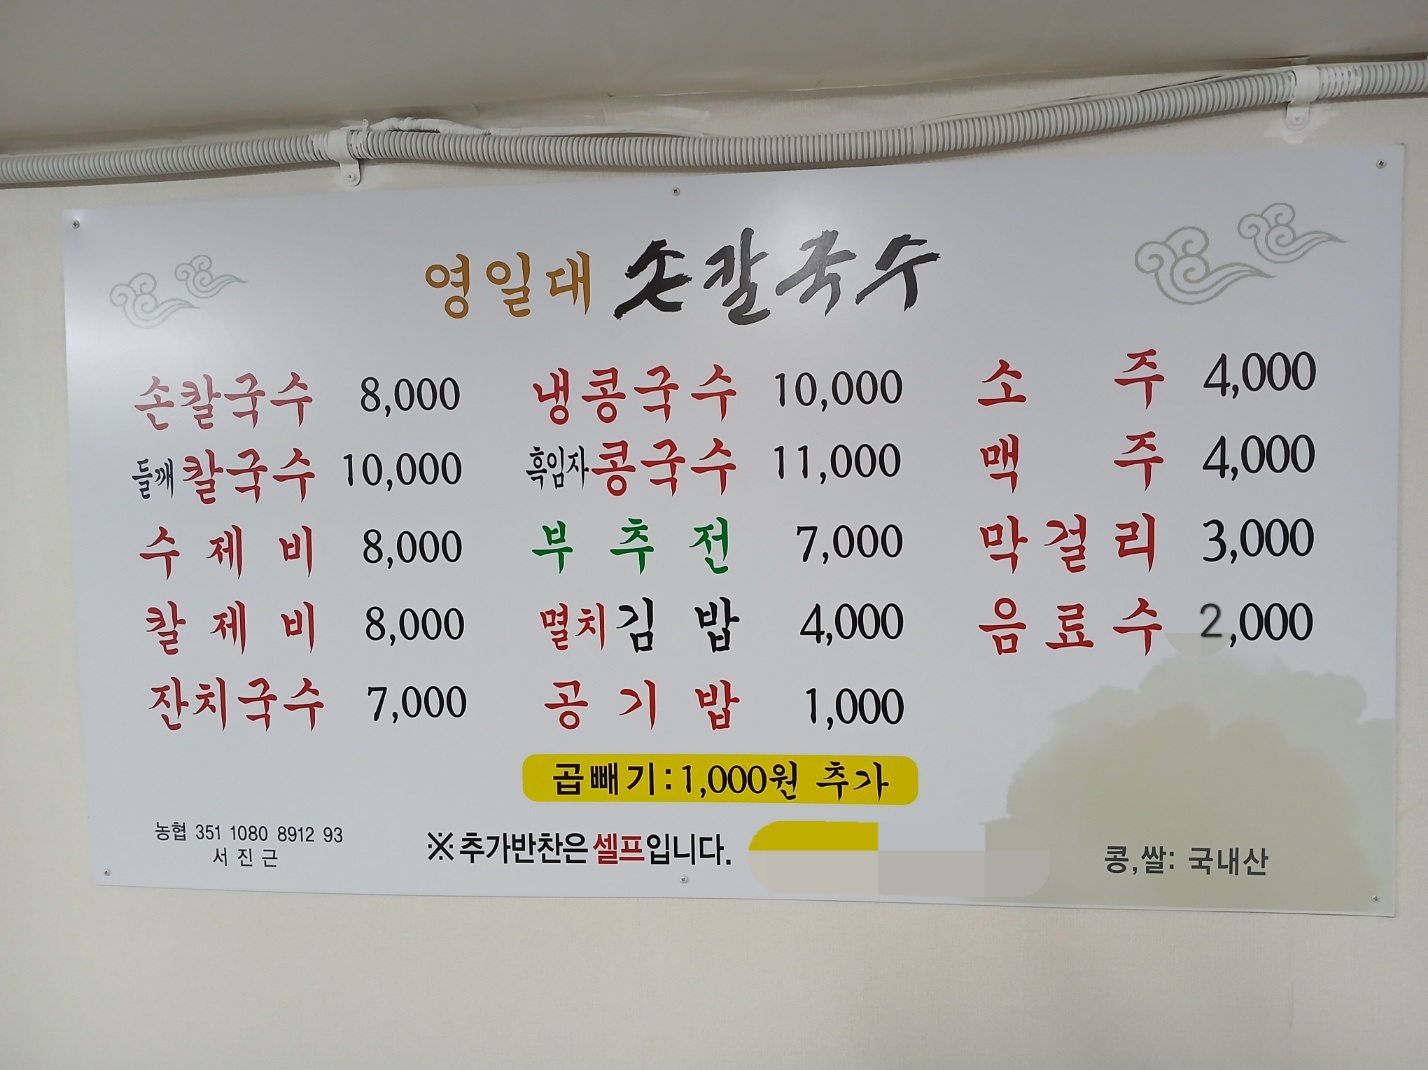 영일대 손칼국수
손칼국수 8,000
들깨칼국수 10,000
수제비 8,000
칼제비 8,000
잔치국수 7,000
냉콩국수 10,000
흑임자콩국수 11,000
부추전 7,000
멸치김밥 4,000
공기밥 1,000
소주 4,000
맥주 4,000
막걸리 3,000
음료수 2,000
곱빼기:1,000원 추가
농협 351 1080 8912 93
서진근
※추가반찬은 셀프입니다.
콩,쌀: 국내산